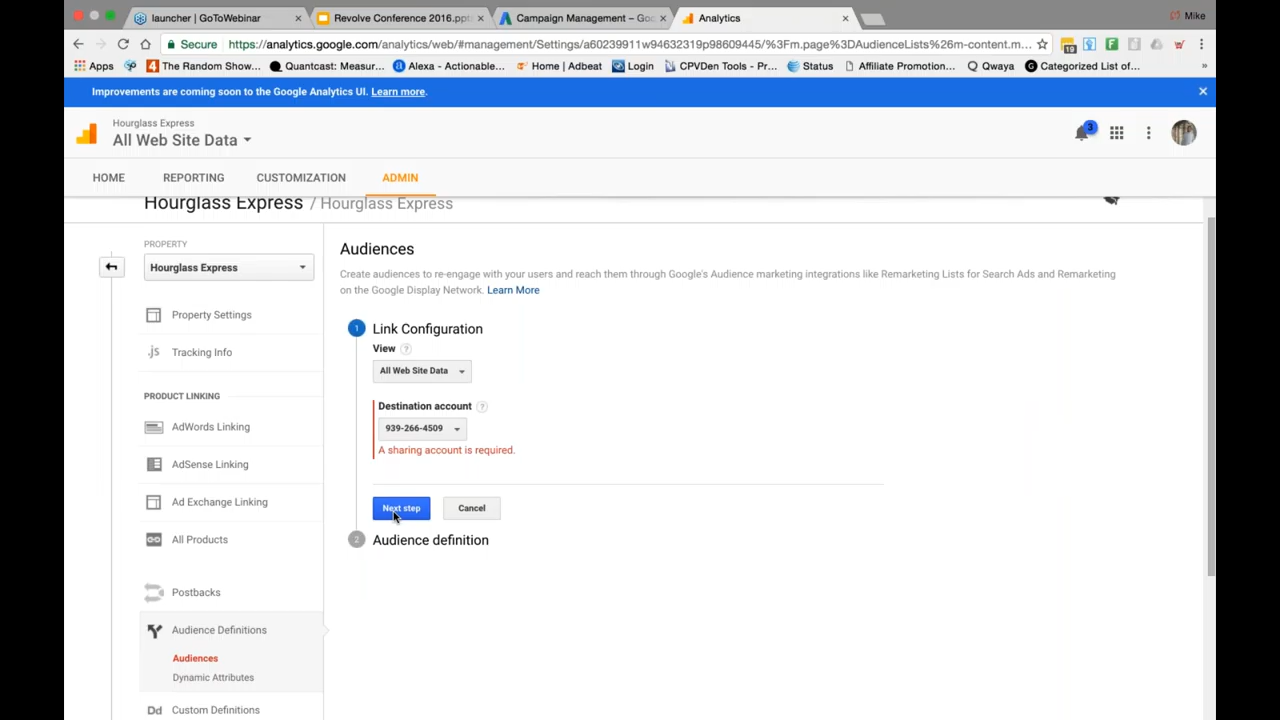 launcher | GoToWebinar
Revolve Conference 2016.ppt
Campaign Management – Goo
Analytics
Mike
Secure
https://analytics.google.com/analytics/web/#management/Settings/a60239911w94632319p98609445/%3Fm.page%3DAudienceLists%26m-content.m...
19
Apps
The Random Show...
Quantcast: Measur...
Alexa - Actionable...
Home | Adbeat
Login
CPVDen Tools - Pr...
Status
Affiliate Promotion...
Qwaya
Categorized List of...
»
Improvements are coming soon to the Google Analytics UI. Learn more.
Hourglass Express
All Web Site Data
3
HOME
REPORTING
CUSTOMIZATION
ADMIN
Hourglass Express / Hourglass Express
PROPERTY
Hourglass Express
Property Settings
.js Tracking Info
PRODUCT LINKING
AdWords Linking
AdSense Linking
Ad Exchange Linking
All Products
Postbacks
Audience Definitions
Audiences
Dynamic Attributes
Dd Custom Definitions
Audiences
Create audiences to re-engage with your users and reach them through Google's Audience marketing integrations like Remarketing Lists for Search Ads and Remarketing
on the Google Display Network. Learn More
1 Link Configuration
View ?
All Web Site Data
Destination account ?
939-266-4509
A sharing account is required.
Next step
Cancel
2 Audience definition